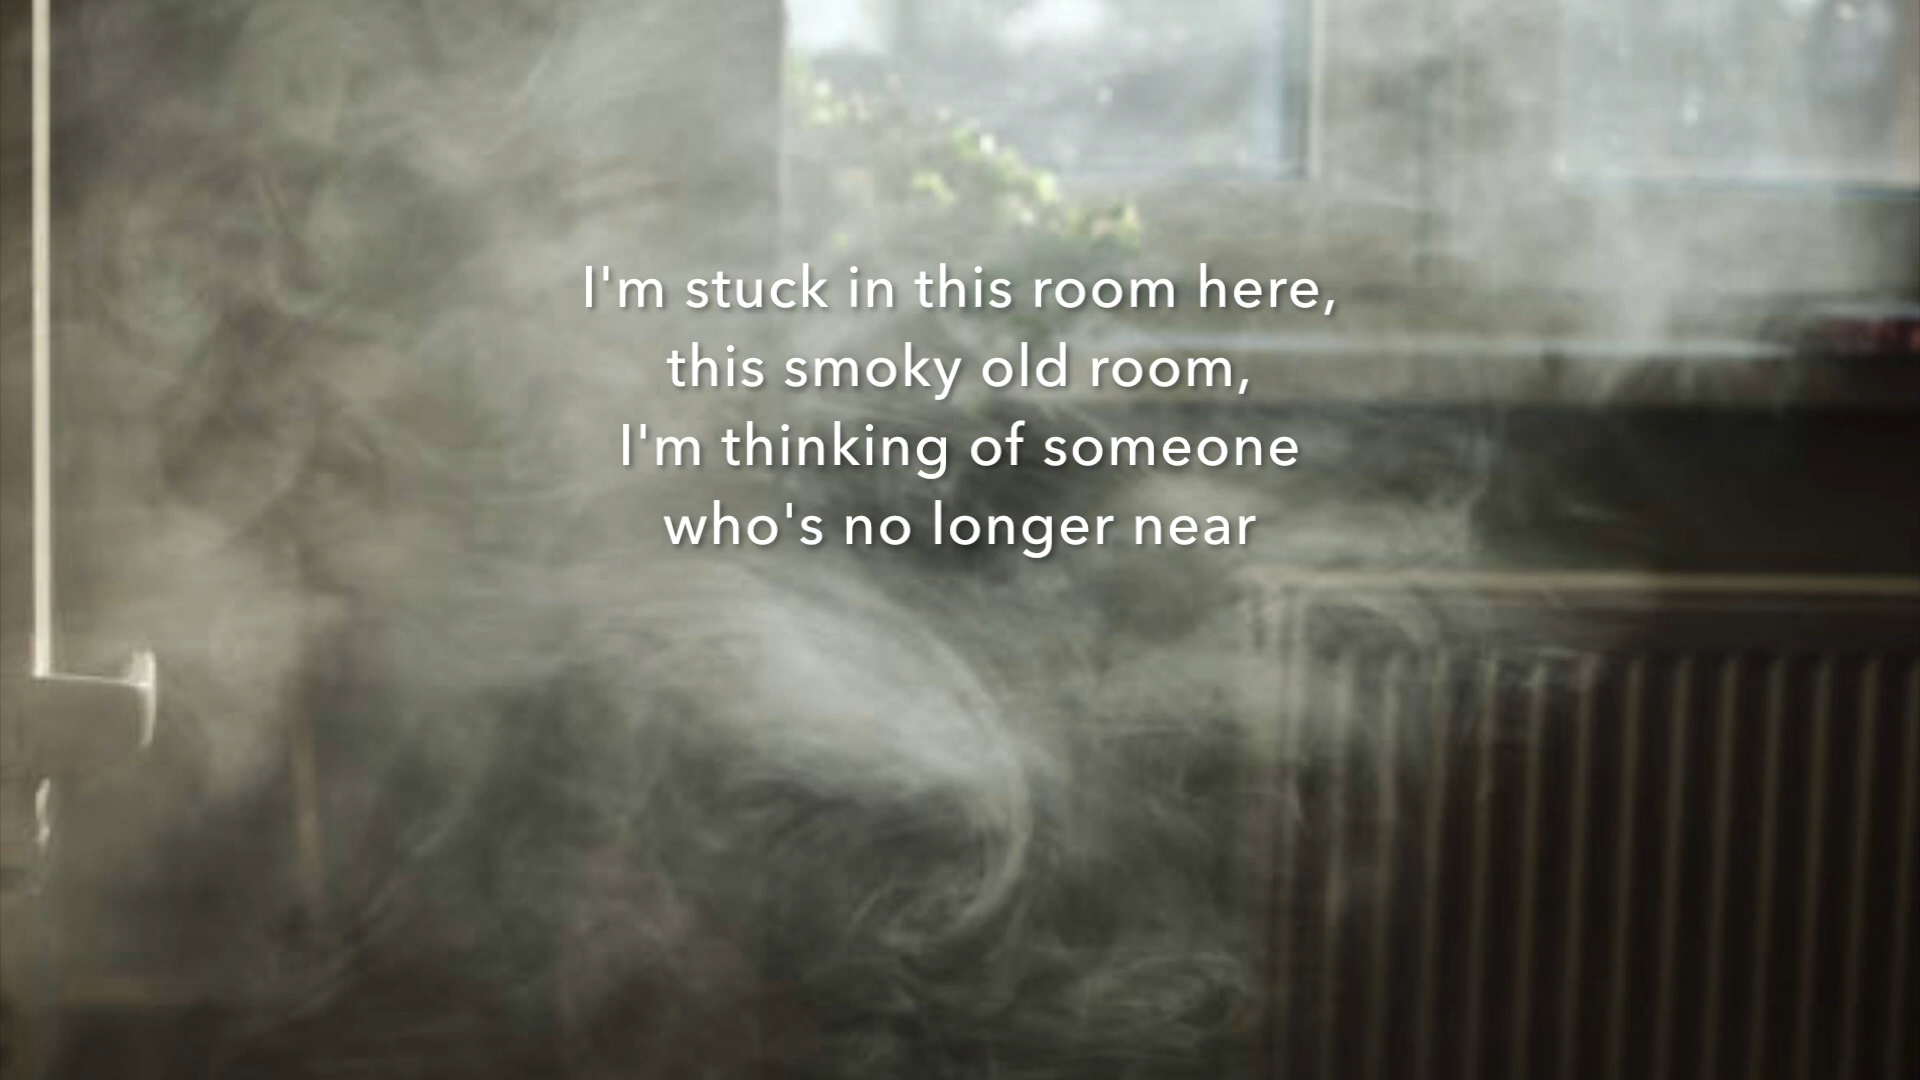 I'm stuck in this room here,
this smoky old room,
I'm thinking of someone
who's no longer near